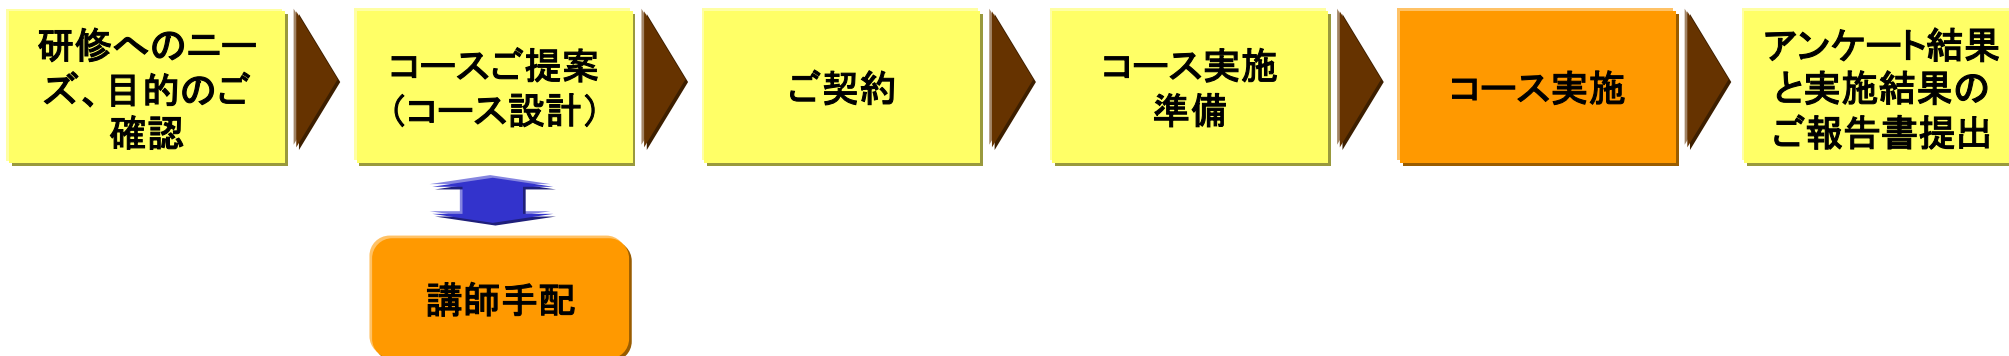 研修へのニー
ズ、目的のご
確認
コースご提案
（コース設計）
ご契約
コース実施
準備
コース実施
アンケート結果
と実施結果の
ご報告書提出
講師手配